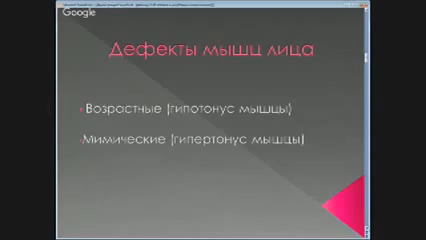 Google
Дефекты мышц лица
Возрастные (гипотонус мышцы)
Мимические (гипертонус мышцы)